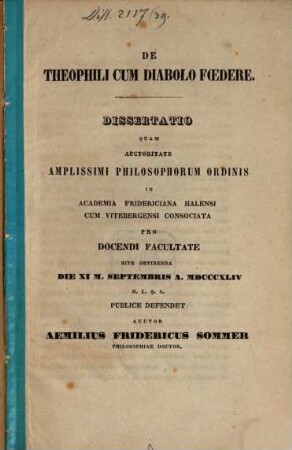 Diss. 2117/39.
DE
THEOPHILI CUM DIABOLO FŒDERE.
DISSERTATIO
QUAM
AUCTORITATE
AMPLISSIMI PHILOSOPHORUM ORDINIS
IN
ACADEMIA FRIDERICIANA HALENSI
CUM VITEBERGENSI CONSOCIATA
PRO
DOCENDI FACULTATE
RITE OBTINENDA
DIE XI M. SEPTEMBRIS A. MDCCCXLIV
H. L. Q. S.
PUBLICE DEFENDET
AUCTOR
AEMILIUS FRIDERICUS SOMMER
PHILOSOPHIAE DOCTOR.